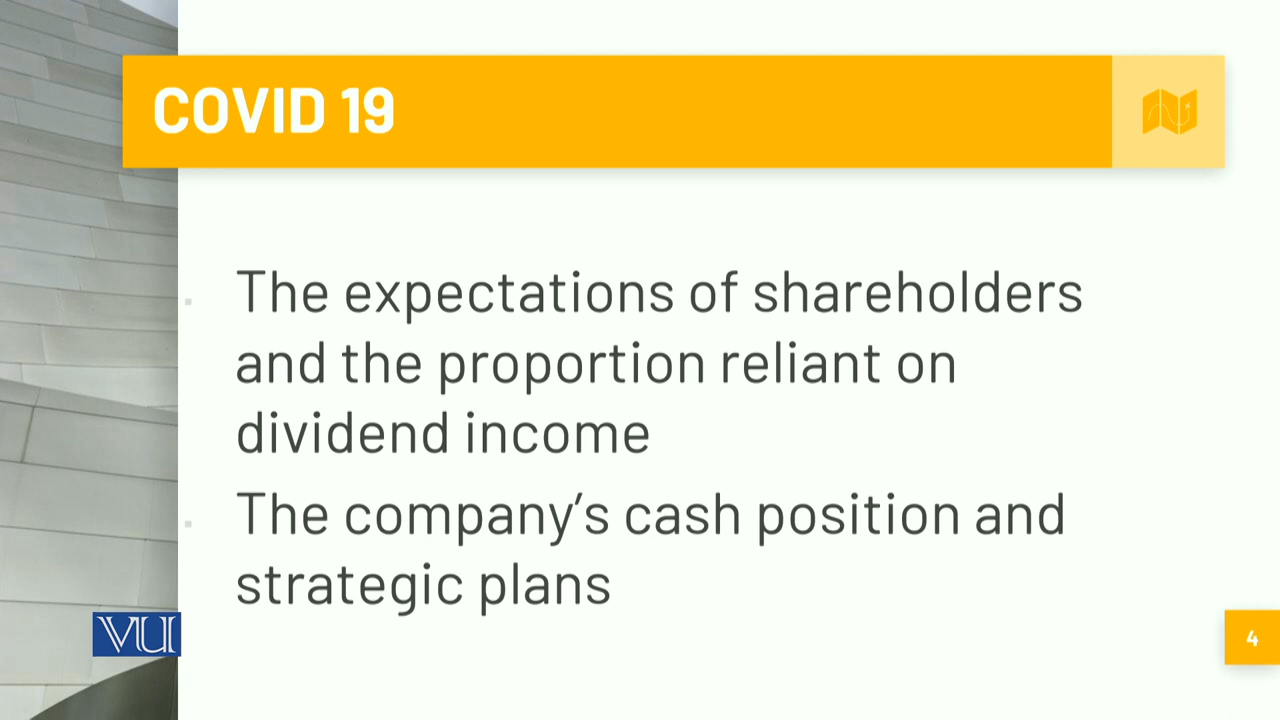 COVID 19
The expectations of shareholders
and the proportion reliant on
dividend income
The company’s cash position and
strategic plans
VU
4